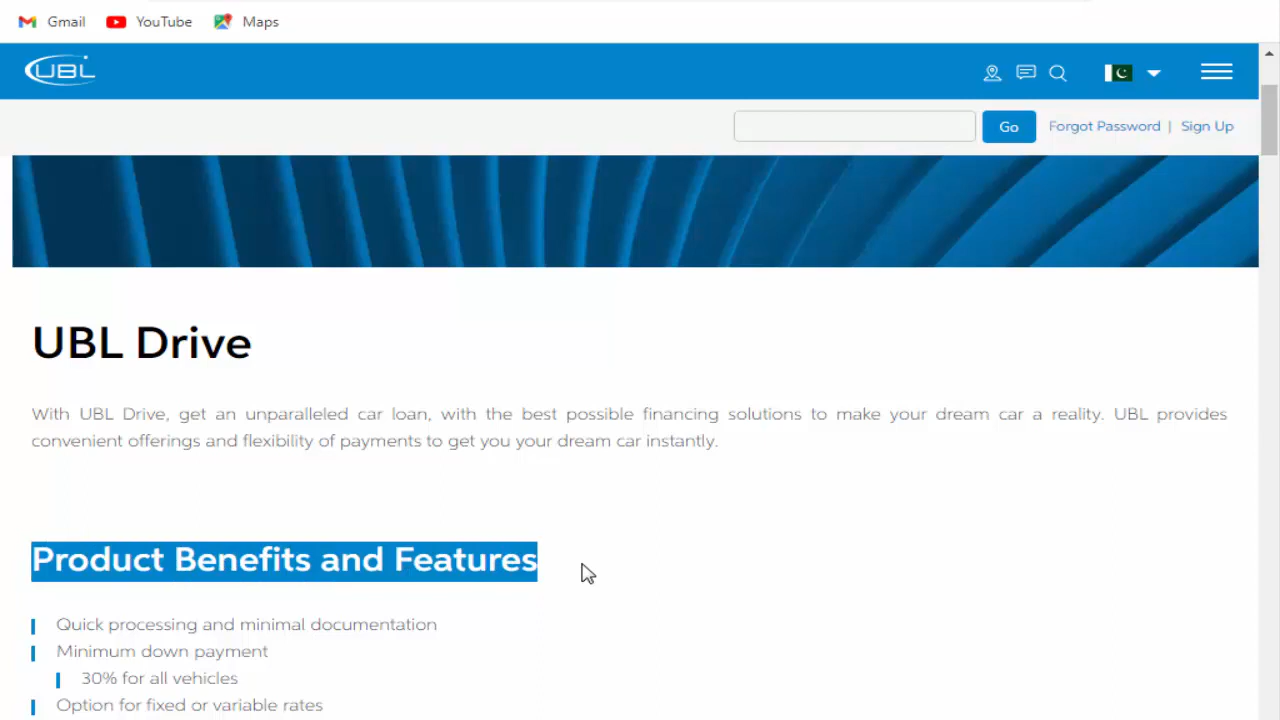 Gmail YouTube Maps
UBL
Go Forgot Password | Sign Up
UBL Drive
With UBL Drive, get an unparalleled car loan, with the best possible financing solutions to make your dream car a reality. UBL provides
convenient offerings and flexibility of payments to get you your dream car instantly.
Product Benefits and Features
Quick processing and minimal documentation
Minimum down payment
30% for all vehicles
Option for fixed or variable rates